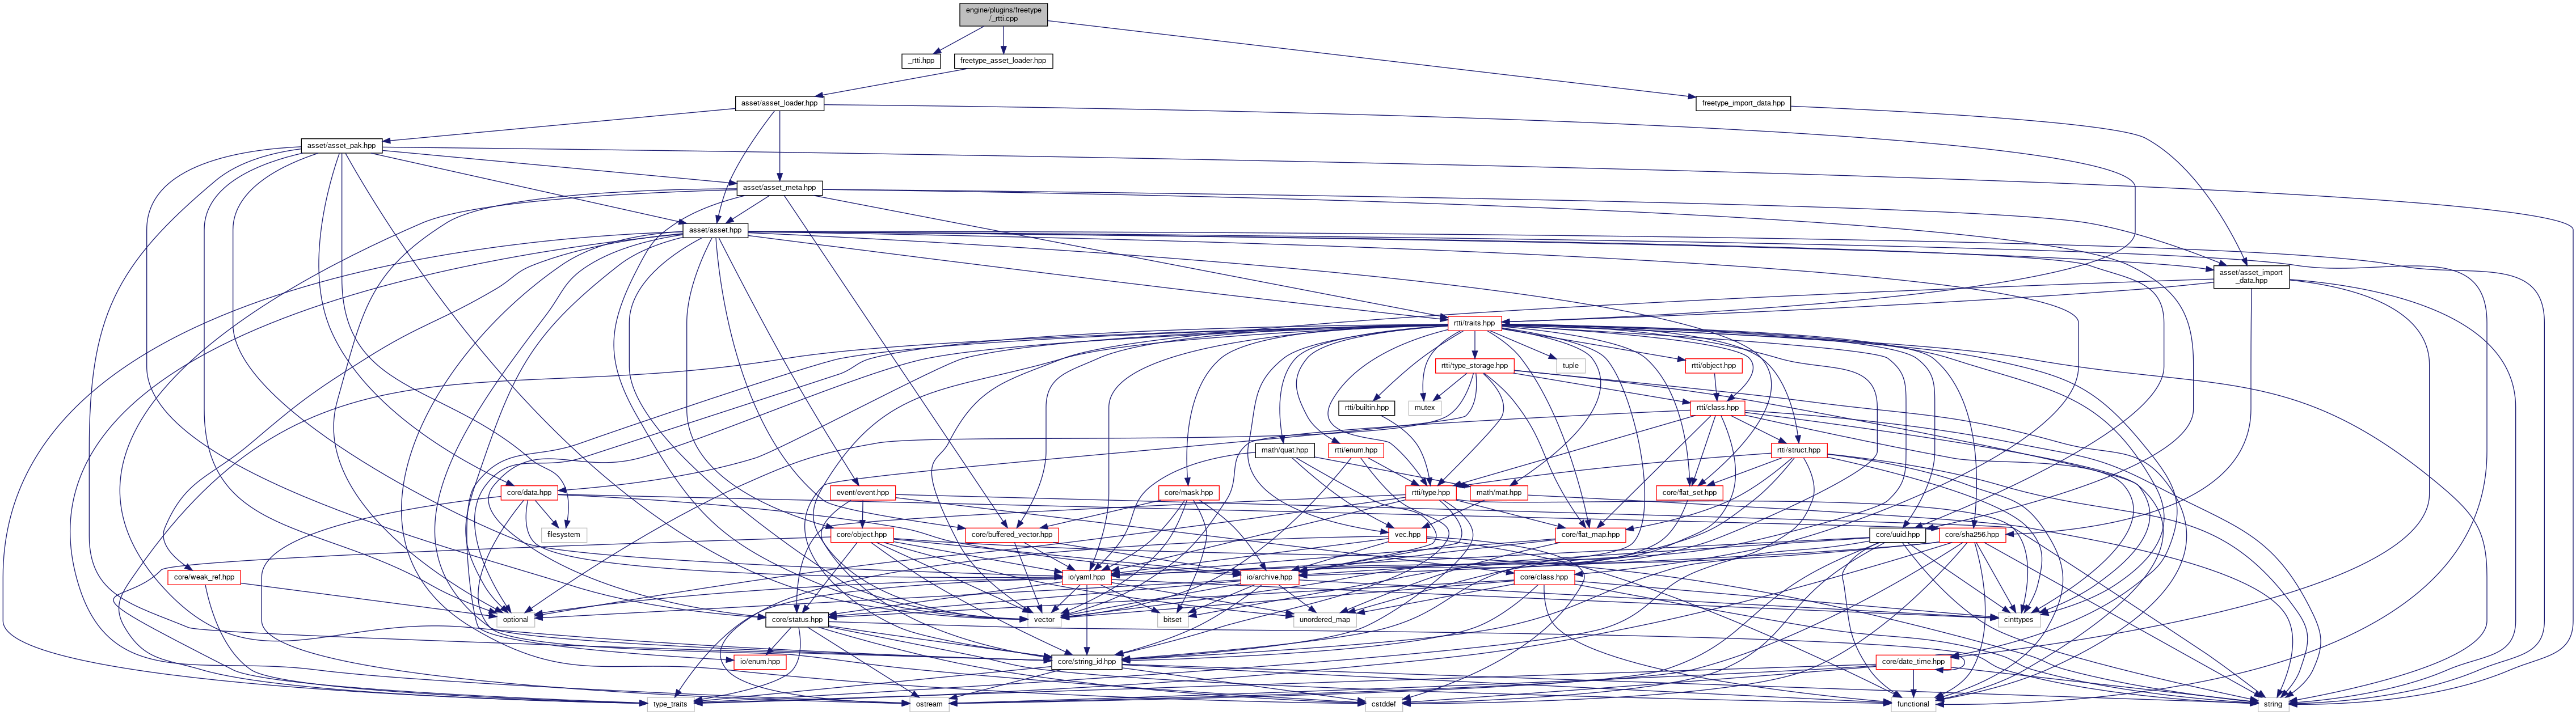 engine/plugins/freetype
/_rtti.cpp
_rtti.hpp
freetype_asset_loader.hpp
asset/asset_loader.hpp
freetype_import_data.hpp
asset/asset_pak.hpp
asset/asset_meta.hpp
asset/asset.hpp
asset/asset_import
_data.hpp
rtti/traits.hpp
rtti/type_storage.hpp
tuple
rtti/object.hpp
rtti/builtin.hpp
mutex
rtti/class.hpp
math/quat.hpp
rtti/enum.hpp
rtti/struct.hpp
core/data.hpp
event/event.hpp
core/mask.hpp
rtti/type.hpp
math/mat.hpp
core/flat_set.hpp
filesystem
core/object.hpp
core/buffered_vector.hpp
vec.hpp
core/flat_map.hpp
core/uuid.hpp
core/sha256.hpp
core/weak_ref.hpp
io/yaml.hpp
io/archive.hpp
core/class.hpp
optional
core/status.hpp
vector
bitset
unordered_map
cinttypes
io/enum.hpp
core/string_id.hpp
core/date_time.hpp
type_traits
ostream
cstddef
functional
string